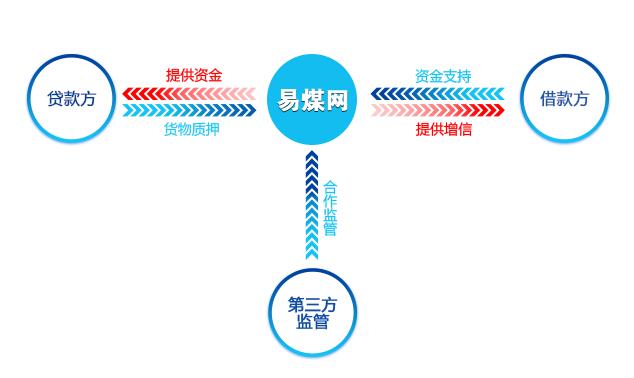 提供资金
资金支持
贷款方
易煤网
借款方
货物质押
提供增信
合作监管
第三方
监管